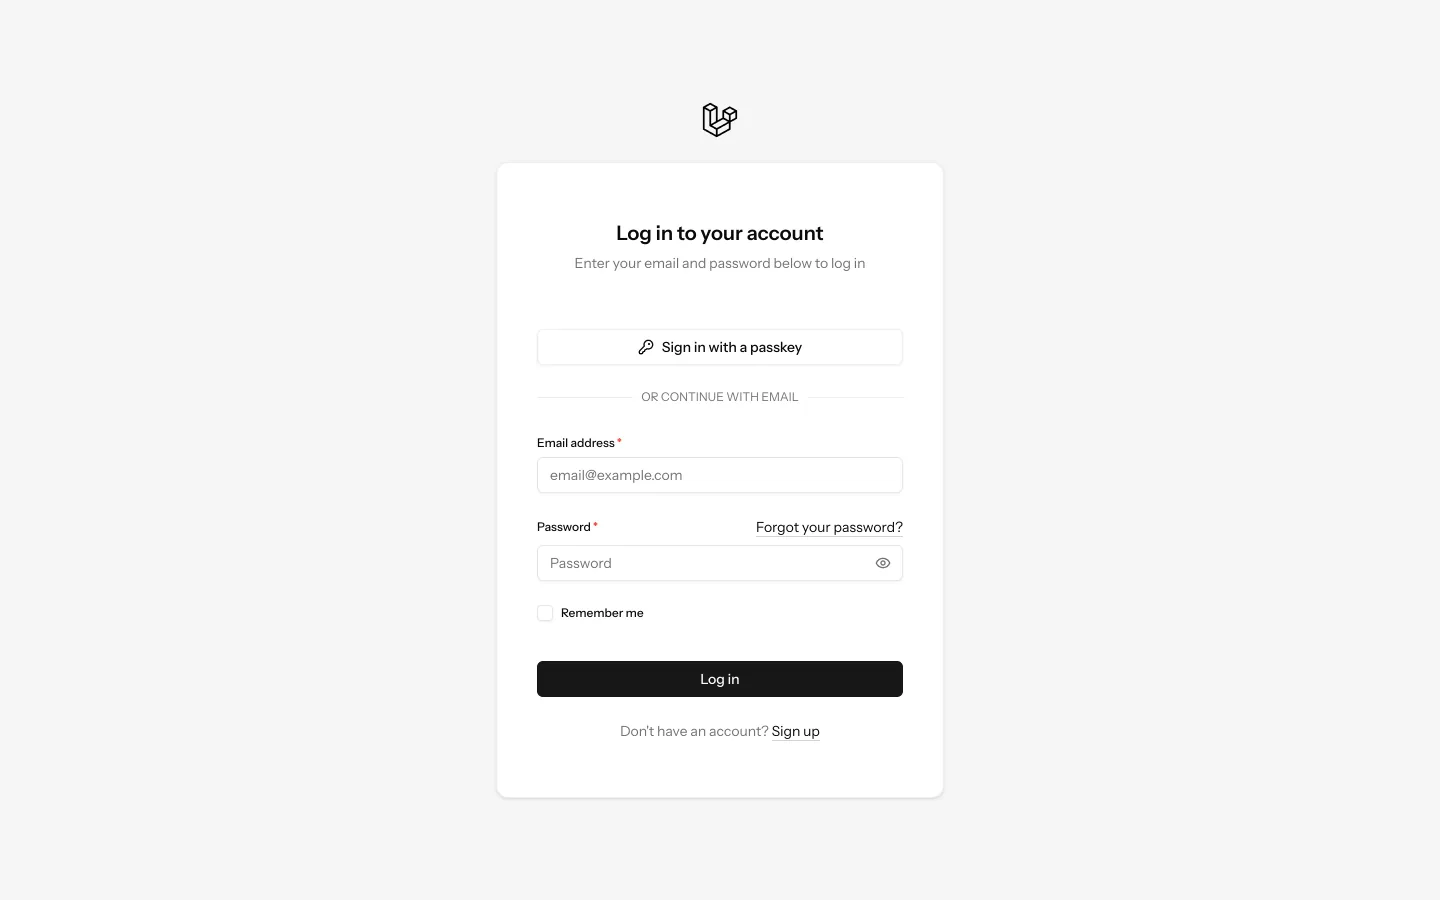 Log in to your account
Enter your email and password below to log in
Sign in with a passkey
OR CONTINUE WITH EMAIL
Email address *
email@example.com
Password *
Forgot your password?
Password
Remember me
Log in
Don't have an account? Sign up